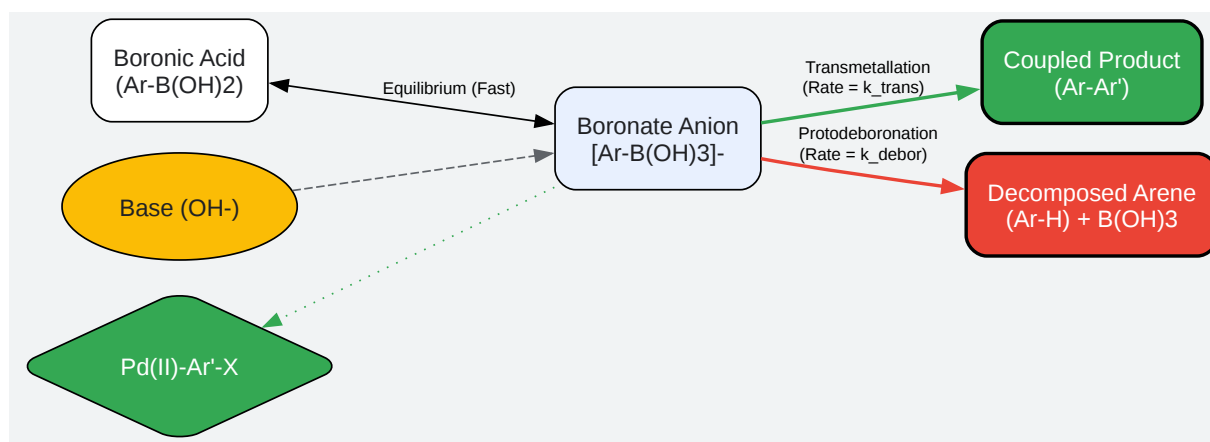 Boronic Acid
(Ar-B(OH)2)
Equilibrium (Fast)
Base (OH-)
Pd(II)-Ar'-X
Boronate Anion
[Ar-B(OH)3]-
Transmetallation
(Rate = k_trans)
Protodeboronation
(Rate = k_debor)
Coupled Product
(Ar-Ar')
Decomposed Arene
(Ar-H) + B(OH)3